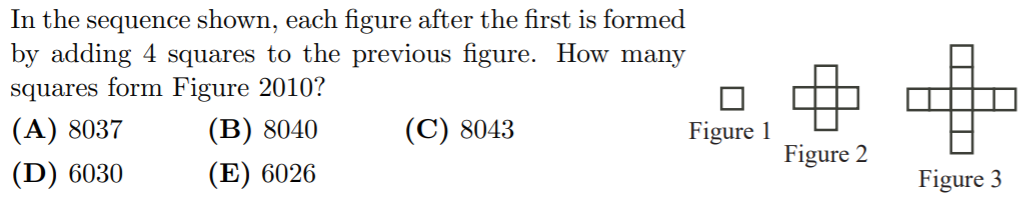 In the sequence shown, each figure after the first is formed
by adding 4 squares to the previous figure. How many
squares form Figure 2010?
(A) 8037 (B) 8040 (C) 8043
(D) 6030 (E) 6026
Figure 1
Figure 2
Figure 3